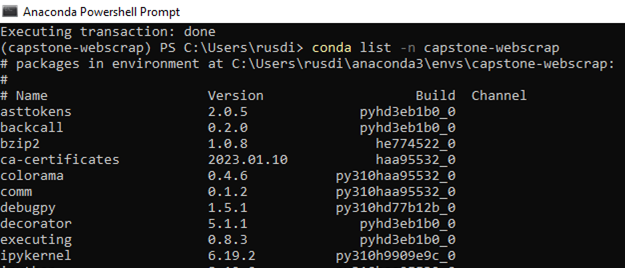 Anaconda Powershell Prompt
Executing transaction: done
(capstone-webscrap) PS C:\Users\rusdi> conda list -n capstone-webscrap
# packages in environment at C:\Users\rusdi\anaconda3\envs\capstone-webscrap:
#
# Name Version Build Channel
asttokens 2.0.5 pyhd3eb1b0_0
backcall 0.2.0 pyhd3eb1b0_0
bzip2 1.0.8 he774522_0
ca-certificates 2023.01.10 haa95532_0
colorama 0.4.6 py310haa95532_0
comm 0.1.2 py310haa95532_0
debugpy 1.5.1 py310hd77b12b_0
decorator 5.1.1 pyhd3eb1b0_0
executing 0.8.3 pyhd3eb1b0_0
ipykernel 6.19.2 py310h9909e9c_0